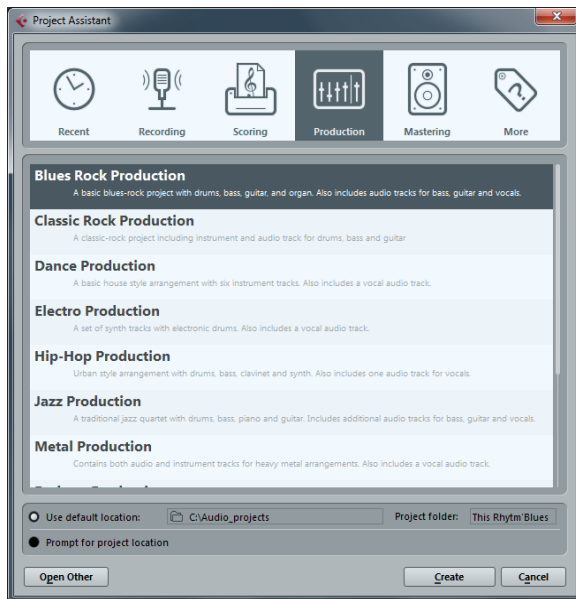 Project Assistant
Recent
Recording
Scoring
Production
Mastering
More
Blues Rock Production
A basic blues-rock project with drums, bass, guitar, and organ. Also includes audio tracks for bass, guitar and vocals.
Classic Rock Production
A classic-rock project including instrument and audio track for drums, bass and guitar
Dance Production
A basic house style arrangement with six instrument tracks. Also includes a vocal audio track.
Electro Production
A set of synth tracks with electronic drums. Also includes a vocal audio track.
Hip-Hop Production
Urban style arrangement with drums, bass, clavinet and synth. Also includes one audio track for vocals.
Jazz Production
A traditional jazz quartet with drums, bass, piano and guitar. Includes additional audio tracks for bass, guitar and vocals.
Metal Production
Contains both audio and instrument tracks for heavy metal arrangements. Also includes a vocal audio track.
Use default location: C:\Audio_projects Project folder: This Rhytm'Blues
Prompt for project location
Open Other Create Cancel